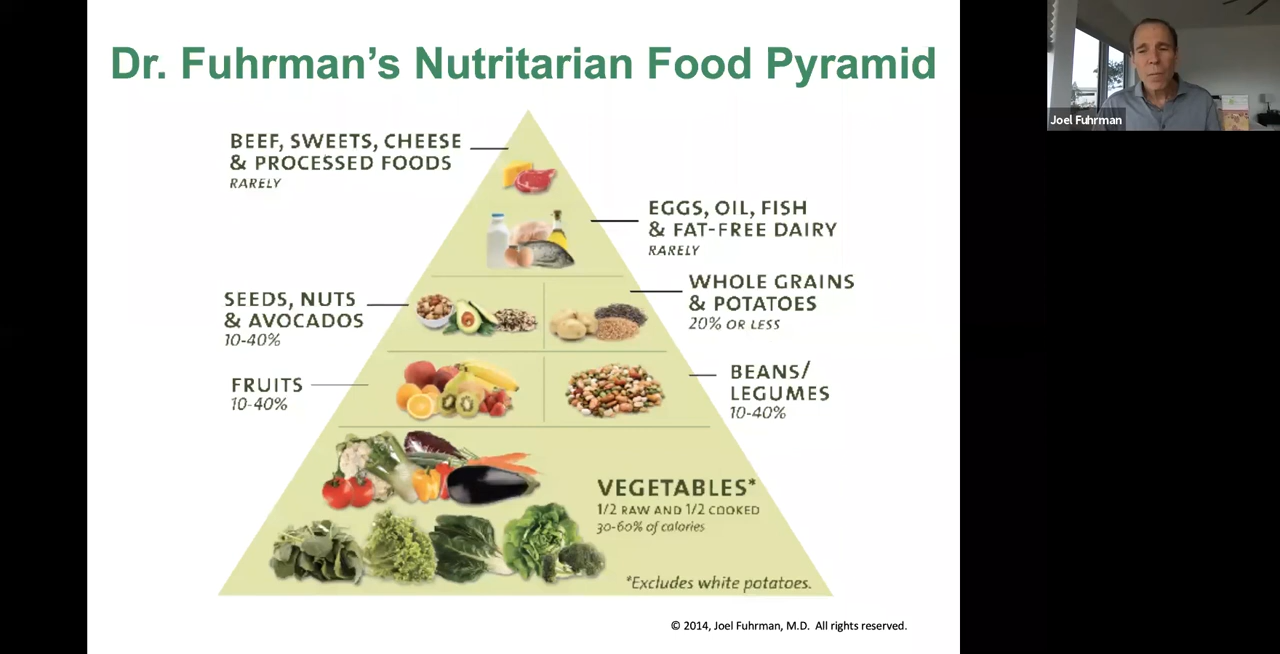 Dr. Fuhrman's Nutritarian Food Pyramid
BEEF, SWEETS, CHEESE
& PROCESSED FOODS
RARELY
EGGS, OIL, FISH
& FAT-FREE DAIRY
RARELY
SEEDS, NUTS
& AVOCADOS
10-40%
WHOLE GRAINS
& POTATOES
20% OR LESS
FRUITS
10-40%
BEANS/
LEGUMES
10-40%
VEGETABLES*
1/2 RAW AND 1/2 COOKED
30-60% of calories
*Excludes white potatoes.
© 2014, Joel Fuhrman, M.D. All rights reserved.
Joel Fuhrman